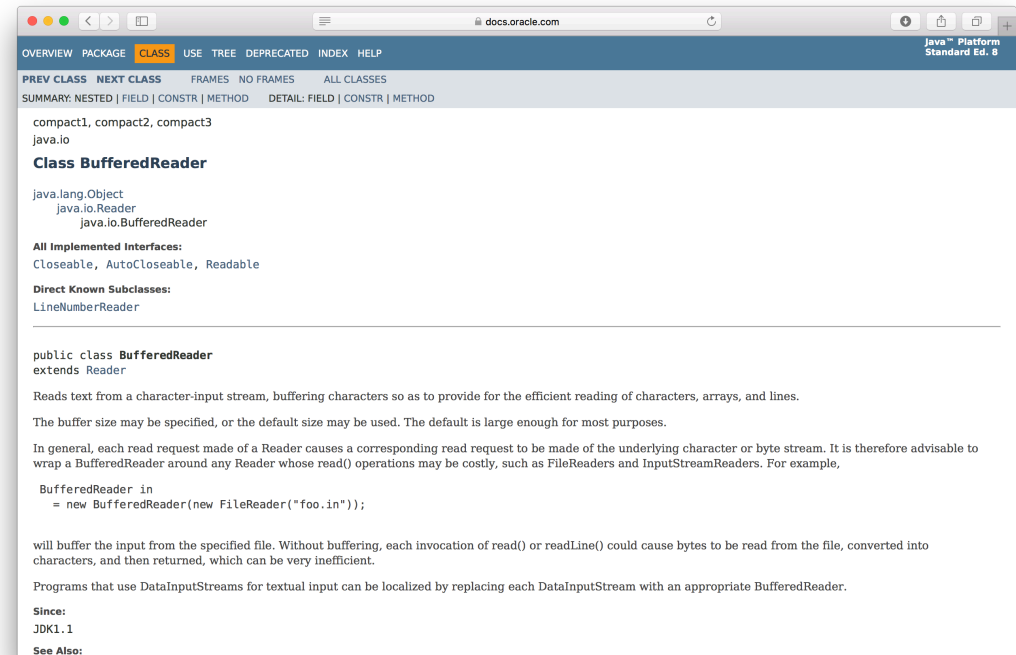 docs.oracle.com
OVERVIEW PACKAGE CLASS USE TREE DEPRECATED INDEX HELP
Java™ Platform
Standard Ed. 8
PREV CLASS NEXT CLASS FRAMES NO FRAMES ALL CLASSES
SUMMARY: NESTED | FIELD | CONSTR | METHOD DETAIL: FIELD | CONSTR | METHOD
compact1, compact2, compact3
java.io
Class BufferedReader
java.lang.Object
java.io.Reader
java.io.BufferedReader
All Implemented Interfaces:
Closeable, AutoCloseable, Readable
Direct Known Subclasses:
LineNumberReader
public class BufferedReader
extends Reader
Reads text from a character-input stream, buffering characters so as to provide for the efficient reading of characters, arrays, and lines.
The buffer size may be specified, or the default size may be used. The default is large enough for most purposes.
In general, each read request made of a Reader causes a corresponding read request to be made of the underlying character or byte stream. It is therefore advisable to
wrap a BufferedReader around any Reader whose read() operations may be costly, such as FileReaders and InputStreamReaders. For example,
BufferedReader in
= new BufferedReader(new FileReader("foo.in"));
will buffer the input from the specified file. Without buffering, each invocation of read() or readLine() could cause bytes to be read from the file, converted into
characters, and then returned, which can be very inefficient.
Programs that use DataInputStreams for textual input can be localized by replacing each DataInputStream with an appropriate BufferedReader.
Since:
JDK1.1
See Also: